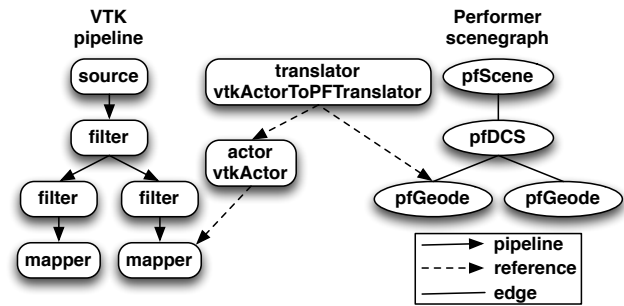 VTK
pipeline
Performer
scenegraph
source
translator
vtkActorToPFTranslator
pfScene
filter
actor
vtkActor
pfDCS
filter
filter
pfGeode
pfGeode
mapper
mapper
pipeline
reference
edge